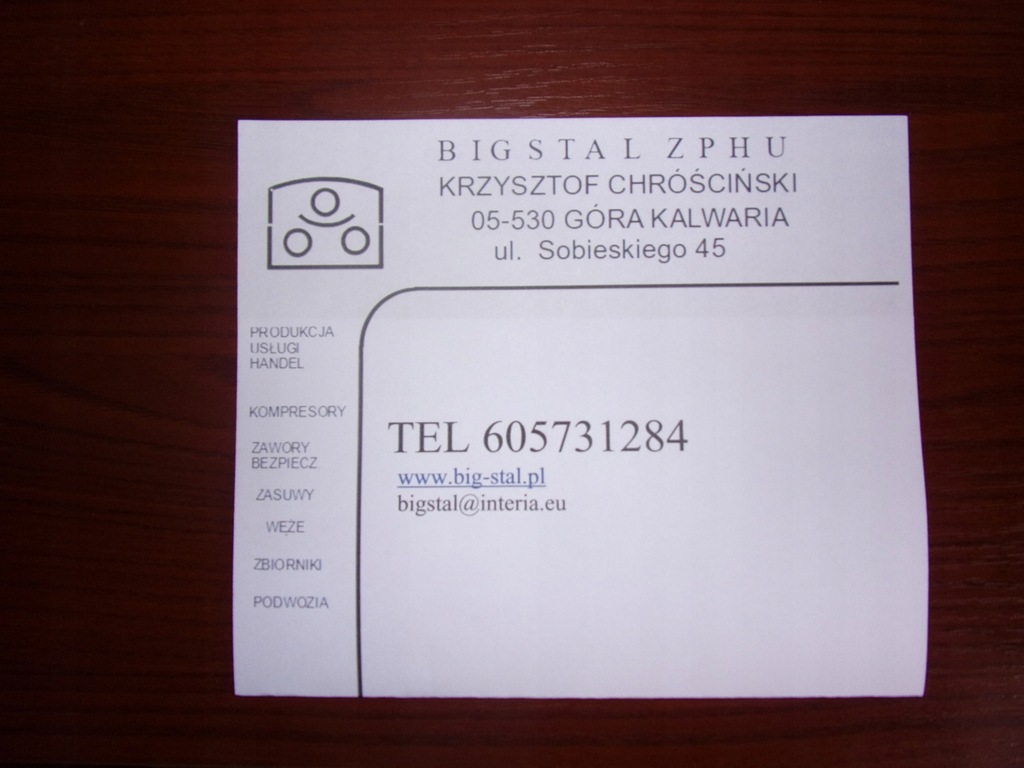 BIGSTAL ZPHU
KRZYSZTOF CHRÓŚCIŃSKI
05-530 GÓRA KALWARIA
ul. Sobieskiego 45
PRODUKCJA
USŁUGI
HANDEL
KOMPRESORY
ZAWORY
BEZPIECZ
ZASUWY
WĘŻE
ZBIORNIKI
PODWOZIA
TEL 605731284
www.big-stal.pl
bigstal@interia.eu